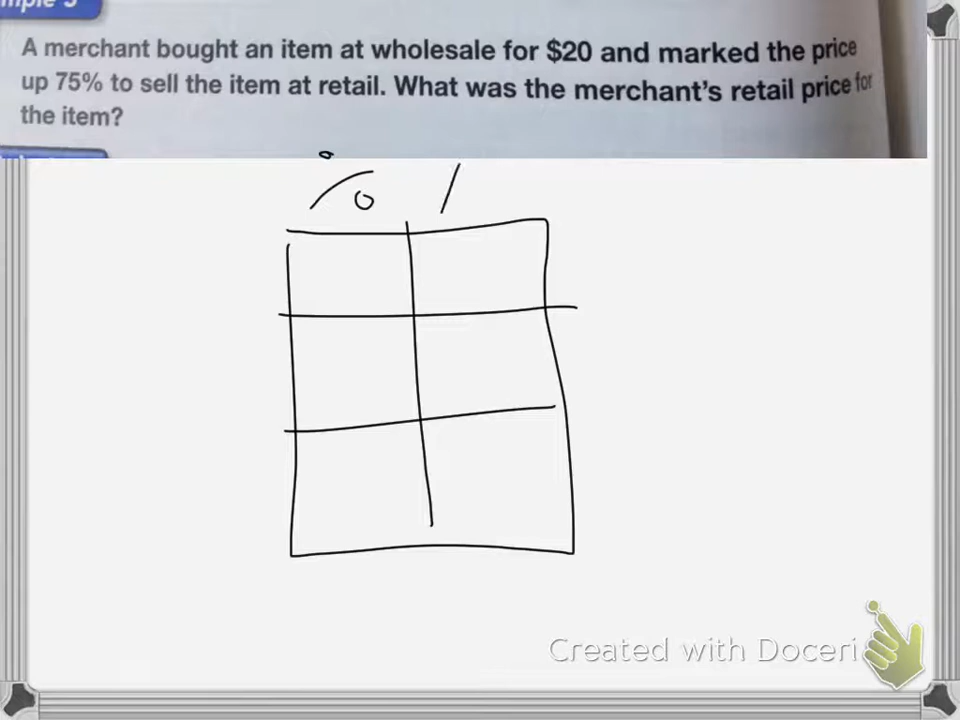 A merchant bought an item at wholesale for $20 and marked the price
up 75% to sell the item at retail. What was the merchant's retail price for
the item?
%
Created with Doceri